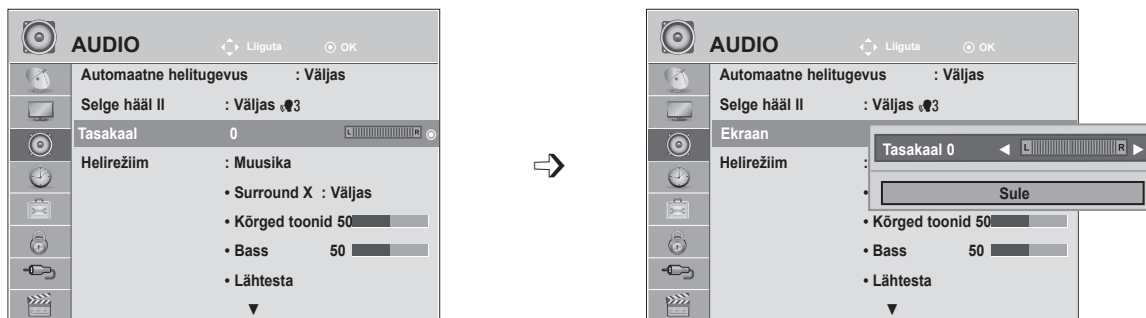 AUDIO Liiguta OK
Automaatne helitugevus : Väljas
Selge hääl II : Väljas 3
Tasakaal 0 L R
Helirežiim : Muusika
• Surround X : Väljas
• Kõrged toonid 50
• Bass 50
• Lähtesta
AUDIO Liiguta OK
Automaatne helitugevus : Väljas
Selge hääl II : Väljas 3
Ekraan
Tasakaal 0 L R
Helirežiim :
Sule
•
• Kõrged toonid 50
• Bass 50
• Lähtesta